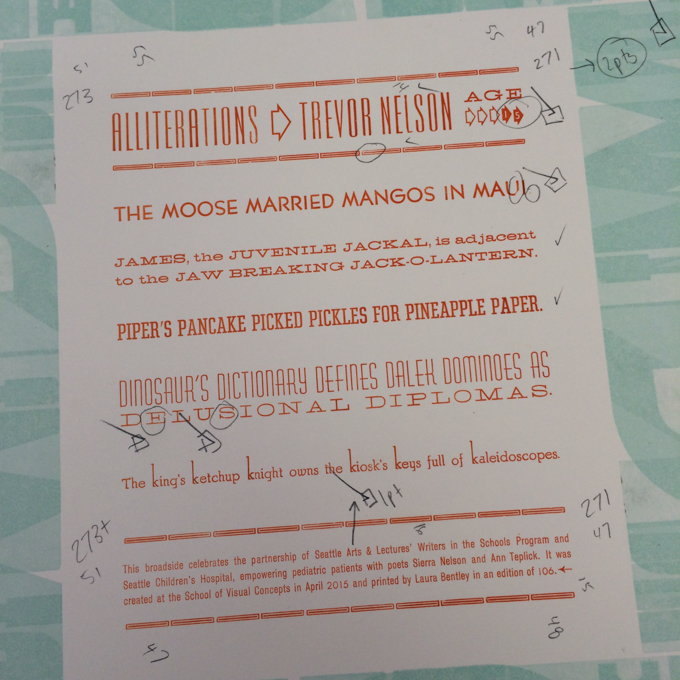 51
47
273
271
2pts
AGE
ALLITERATIONS TREVOR NELSON
THE MOOSE MARRIED MANGOS IN MAUI
JAMES, the JUVENILE JACKAL, is adjacent
to the JAW BREAKING JACK-O-LANTERN.
PIPER'S PANCAKE PICKED PICKLES FOR PINEAPPLE PAPER.
DINOSAUR'S DICTIONARY DEFINES DALEK DOMINOES AS
DELUSIONAL DIPLOMAS.
The king's ketchup knight owns the kiosk's keys full of kaleidoscopes.
1pt
273+
271
51
47
This broadside celebrates the partnership of Seattle Arts & Lectures' Writers in the Schools Program and
Seattle Children's Hospital, empowering pediatric patients with poets Sierra Nelson and Ann Teplick. It was
created at the School of Visual Concepts in April 2015 and printed by Laura Bentley in an edition of 106.
48